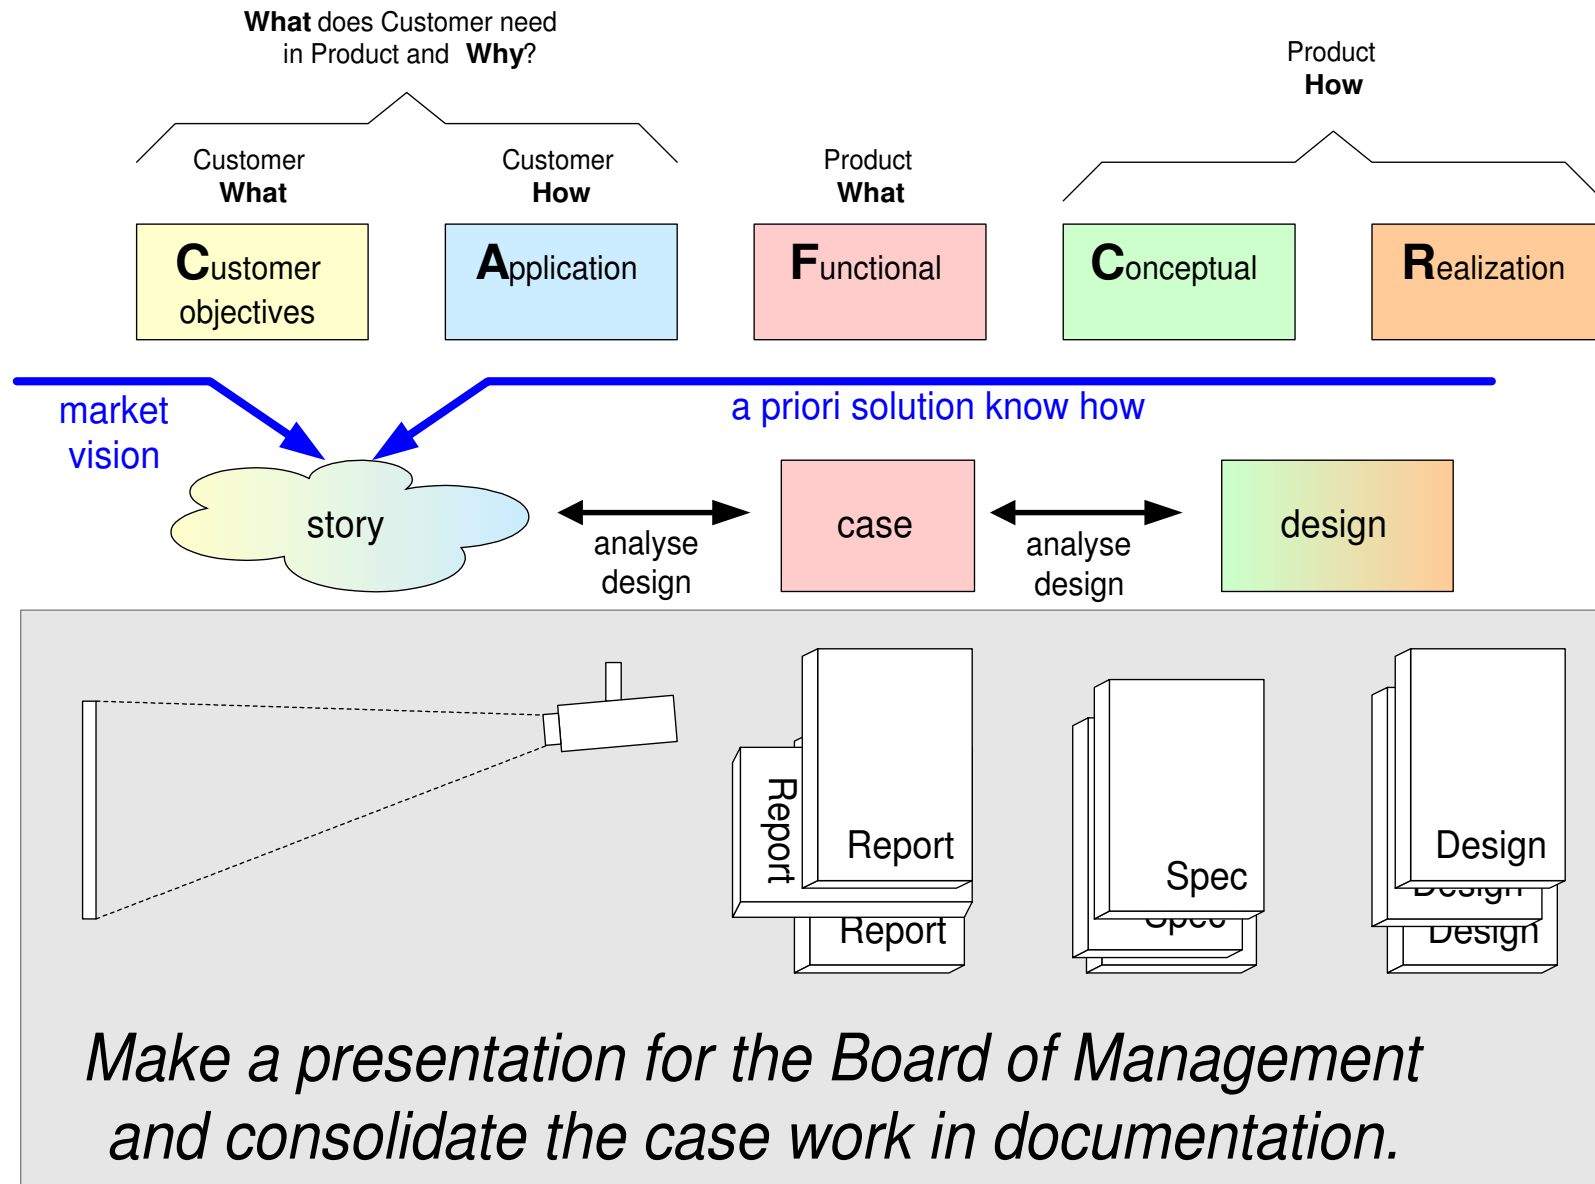 What does Customer need
in Product and Why?
Product
How
Customer
What
Customer
How
Product
What
Customer
objectives
Application
Functional
Conceptual
Realization
market
vision
a priori solution know how
story
analyse
design
case
analyse
design
design
Report
Report
Report
Spec
Spec
Design
Design
Design
Make a presentation for the Board of Management
and consolidate the case work in documentation.